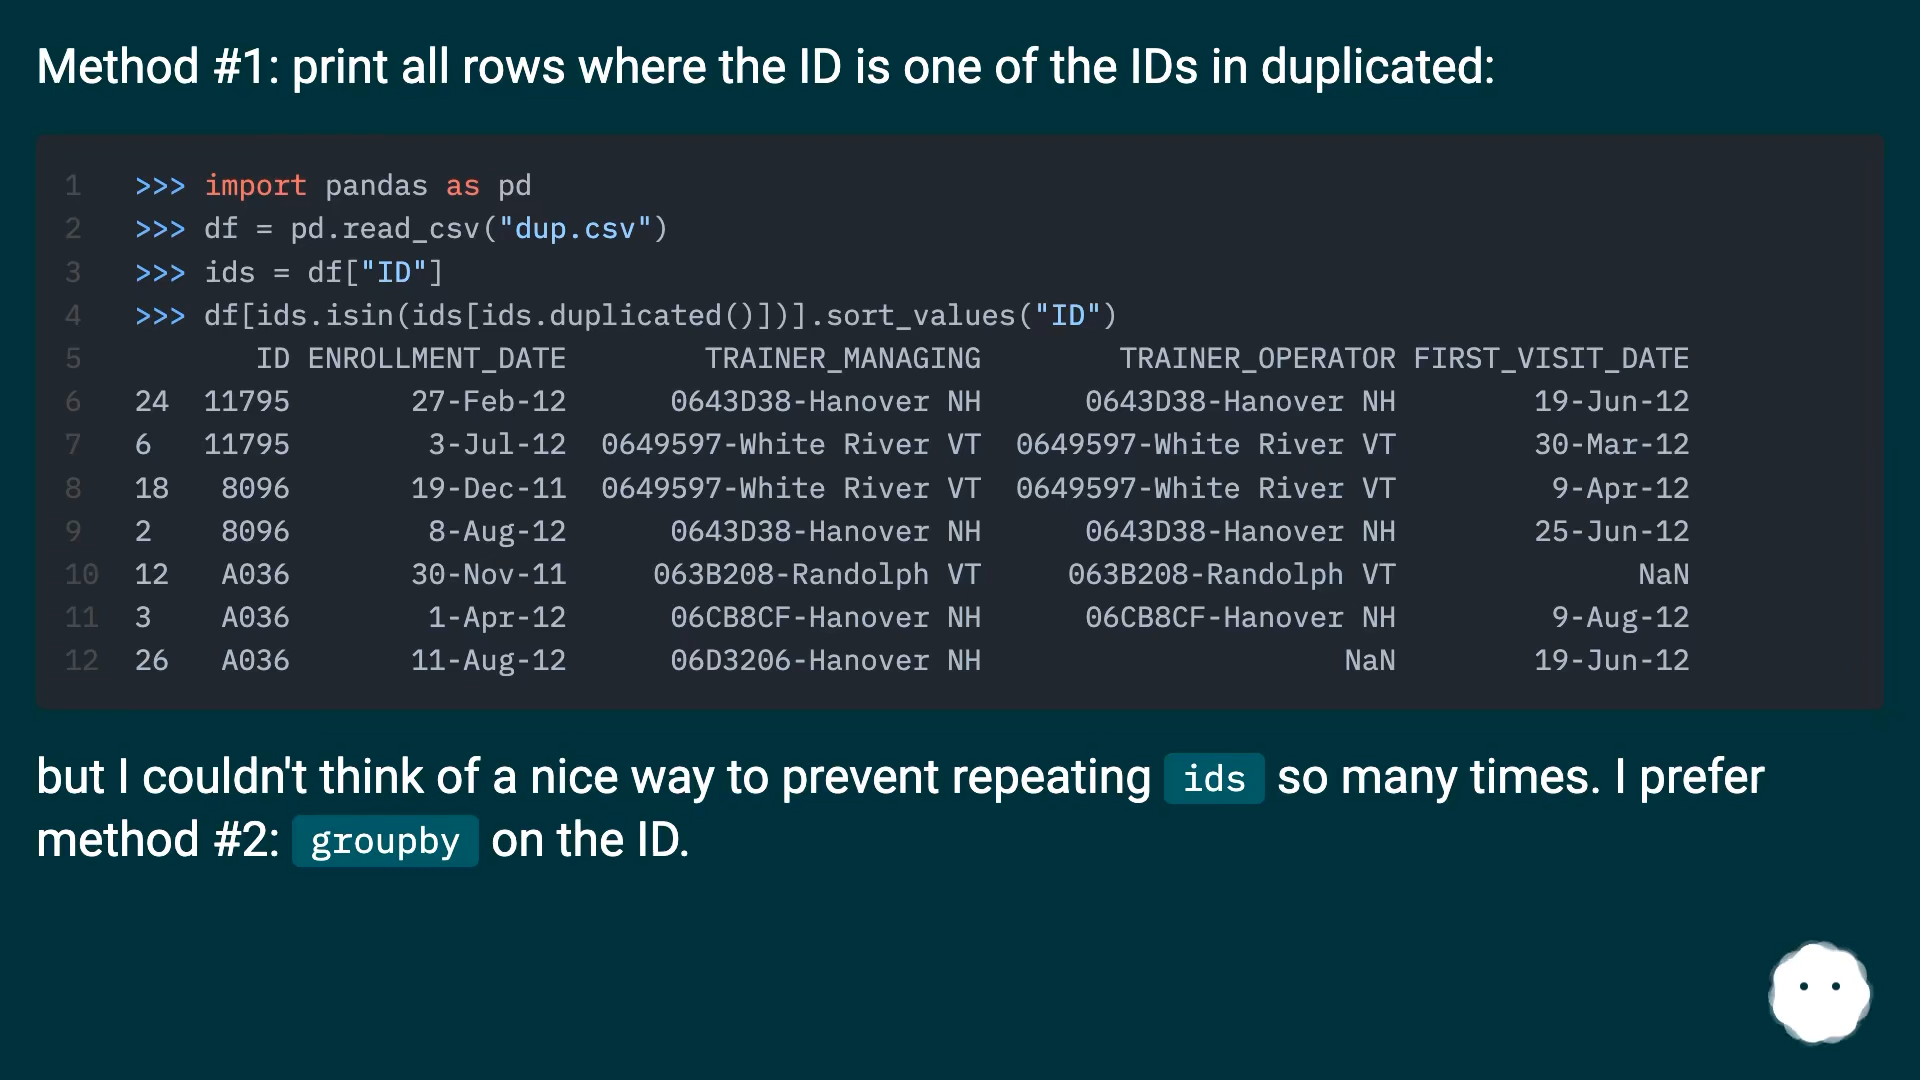 Method #1: print all rows where the ID is one of the IDs in duplicated:
1 >>> import pandas as pd
2 >>> df = pd.read_csv("dup.csv")
3 >>> ids = df["ID"]
4 >>> df[ids.isin(ids[ids.duplicated()])].sort_values("ID")
5 ID ENROLLMENT_DATE TRAINER_MANAGING TRAINER_OPERATOR FIRST_VISIT_DATE
6 24 11795 27-Feb-12 0643D38-Hanover NH 0643D38-Hanover NH 19-Jun-12
7 6 11795 3-Jul-12 0649597-White River VT 0649597-White River VT 30-Mar-12
8 18 8096 19-Dec-11 0649597-White River VT 0649597-White River VT 9-Apr-12
9 2 8096 8-Aug-12 0643D38-Hanover NH 0643D38-Hanover NH 25-Jun-12
10 12 A036 30-Nov-11 063B208-Randolph VT 063B208-Randolph VT NaN
11 3 A036 1-Apr-12 06CB8CF-Hanover NH 06CB8CF-Hanover NH 9-Aug-12
12 26 A036 11-Aug-12 06D3206-Hanover NH NaN 19-Jun-12
but I couldn't think of a nice way to prevent repeating ids so many times. I prefer
method #2: groupby on the ID.